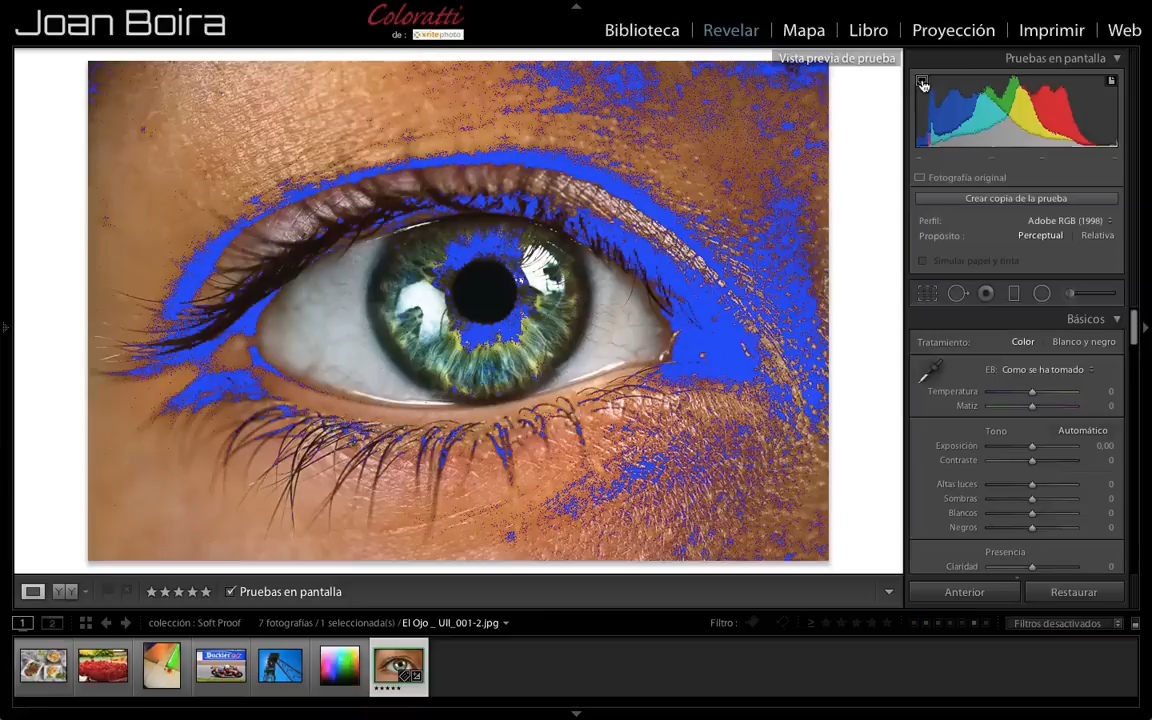 Joan Boira
Coloratti
de : xritephoto
Biblioteca | Revelar | Mapa | Libro | Proyección | Imprimir | Web
Vista previa de prueba
Pruebas en pantalla
Fotografía original
Crear copia de la prueba
Perfil: Adobe RGB (1998)
Propósito : Perceptual Relativa
Simular papel y tinta
Básicos
Tratamiento: Color Blanco y negro
EB: Como se ha tomado
Temperatura 0
Matiz 0
Tono Automático
Exposición 0,00
Contraste 0
Altas luces 0
Sombras 0
Blancos 0
Negros 0
Presencia
Claridad 0
Anterior Restaurar
YY Pruebas en pantalla
1 2 colección : Soft Proof 7 fotografías / 1 seleccionada(s) / El Ojo _ Ull_001-2.jpg Filtro : Filtros desactivados